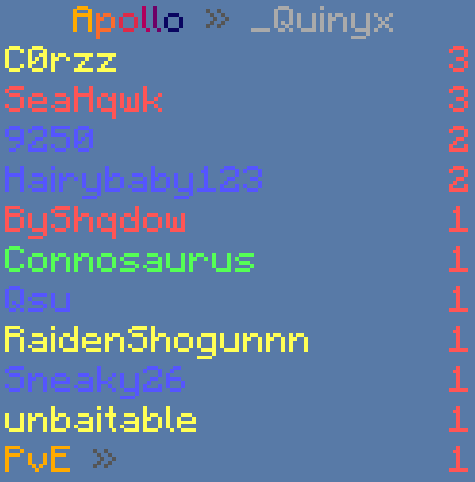 Apollo » _Quinyx
C0rzz 3
SeaHqwk 3
9250 2
Hairybaby123 2
ByShqdow 1
Connosaurus 1
Qsu 1
RaidenShogunnn 1
Sneaky26 1
unbaitable 1
PvE » 1